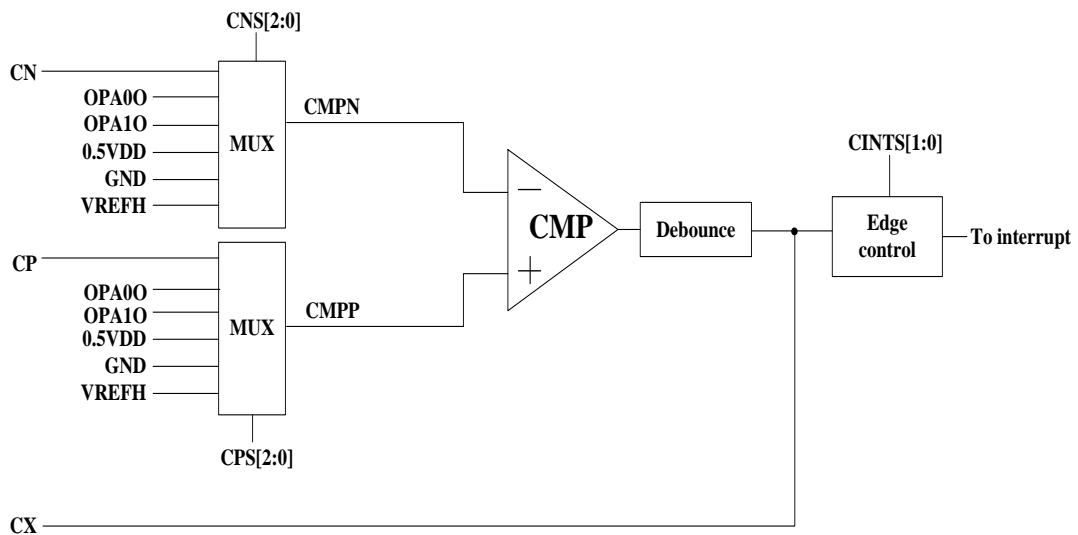 CNS[2:0]
CN
OPA0O
OPA1O
0.5VDD
GND
VREFH
MUX
CMPN
CP
OPA0O
OPA1O
0.5VDD
GND
VREFH
MUX
CMPP
CPS[2:0]
−
CMP
+
Debounce
CINTS[1:0]
Edge
control
To interrupt
CX